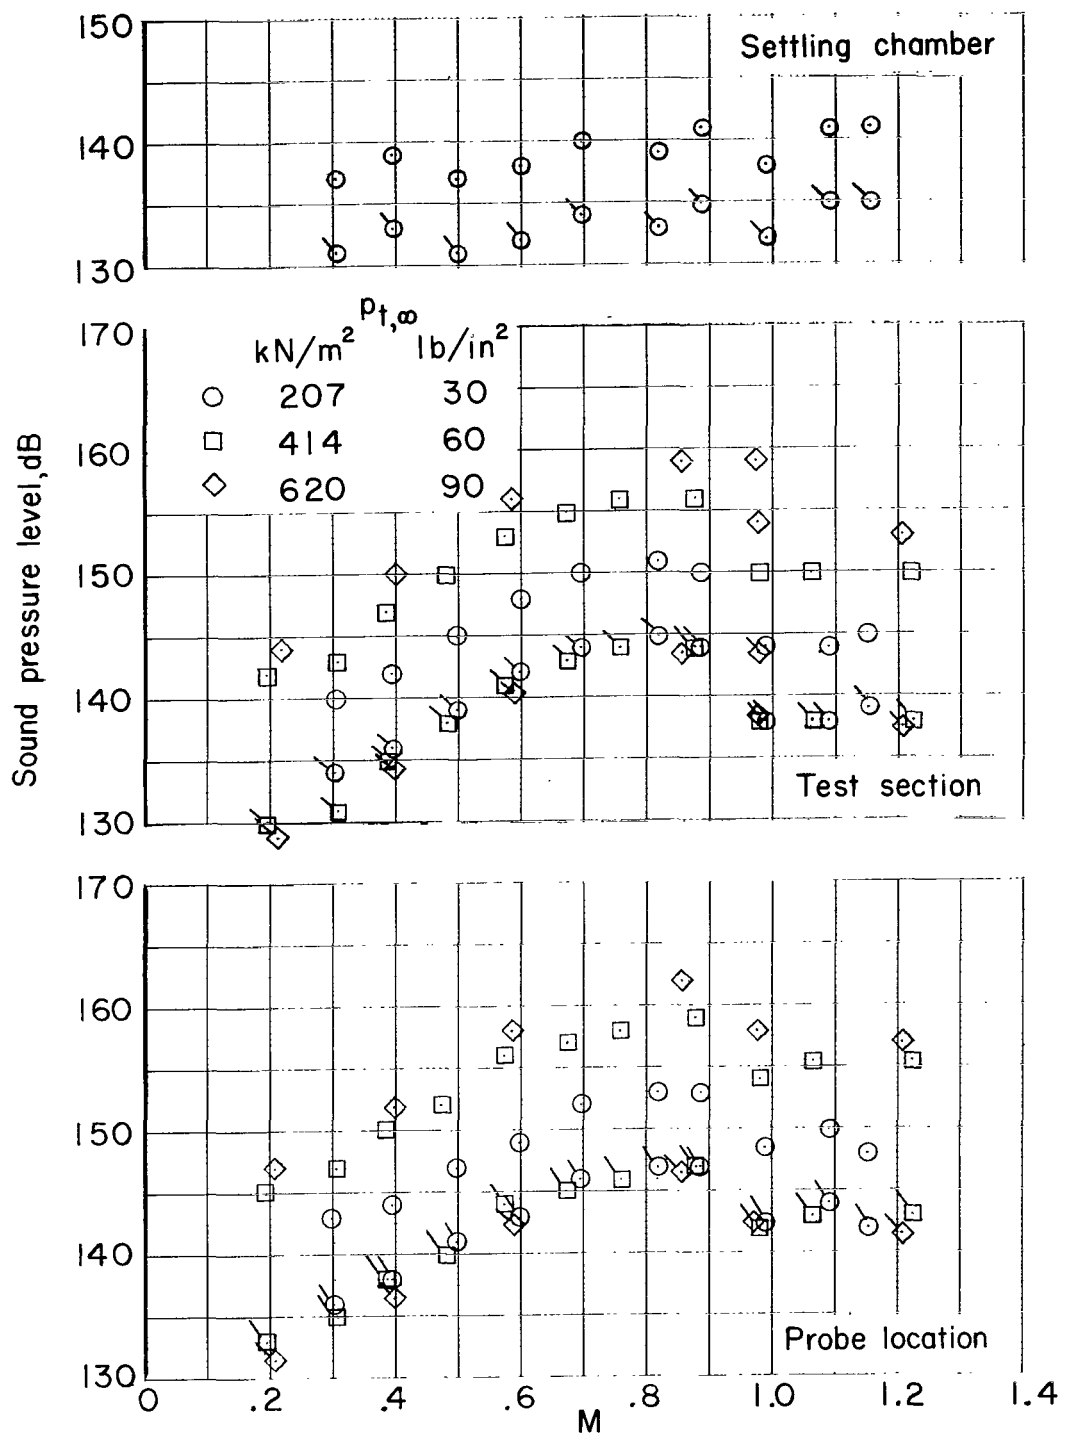 150
Settling chamber
140
130
170
p t,∞
kN/m² lb/in²
207 30
414 60
620 90
160
150
140
Test section
130
Sound pressure level, dB
170
160
150
140
Probe location
130
0 .2 .4 .6 .8 1.0 1.2 1.4
M